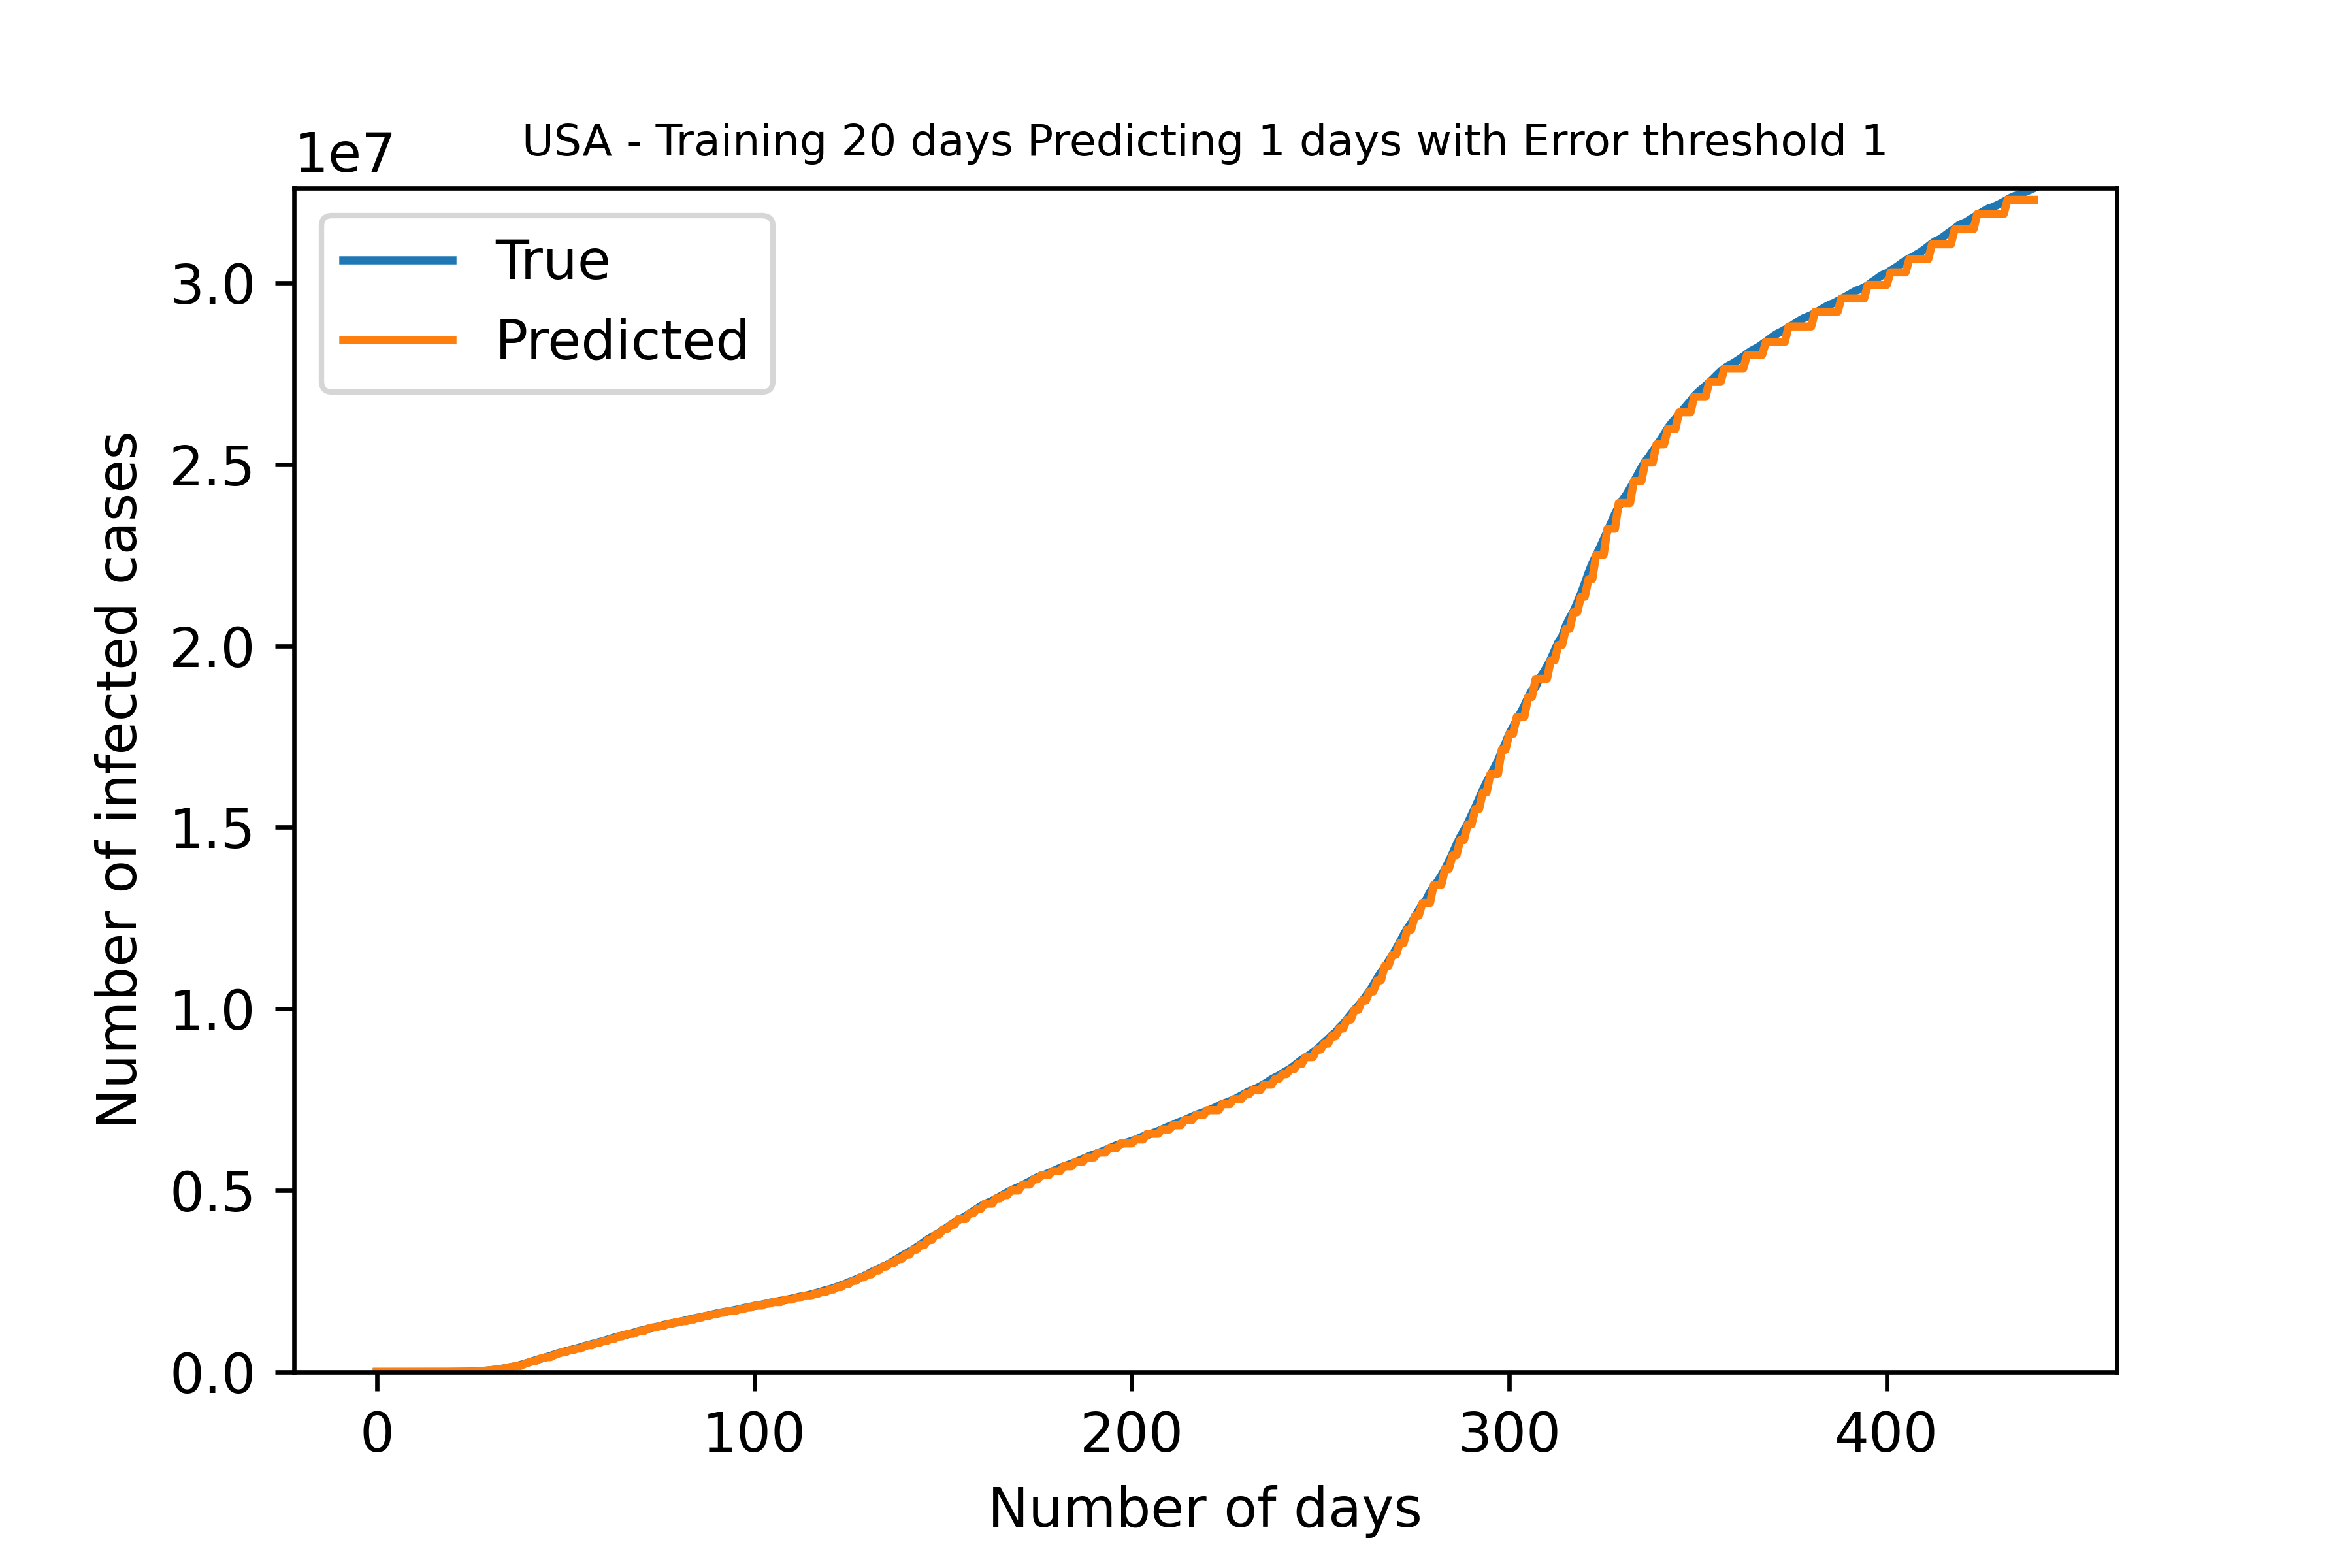 USA - Training 20 days Predicting 1 days with Error threshold 1
1e7
True
Predicted
3.0
2.5
2.0
1.5
1.0
0.5
0.0
Number of infected cases
0 100 200 300 400
Number of days